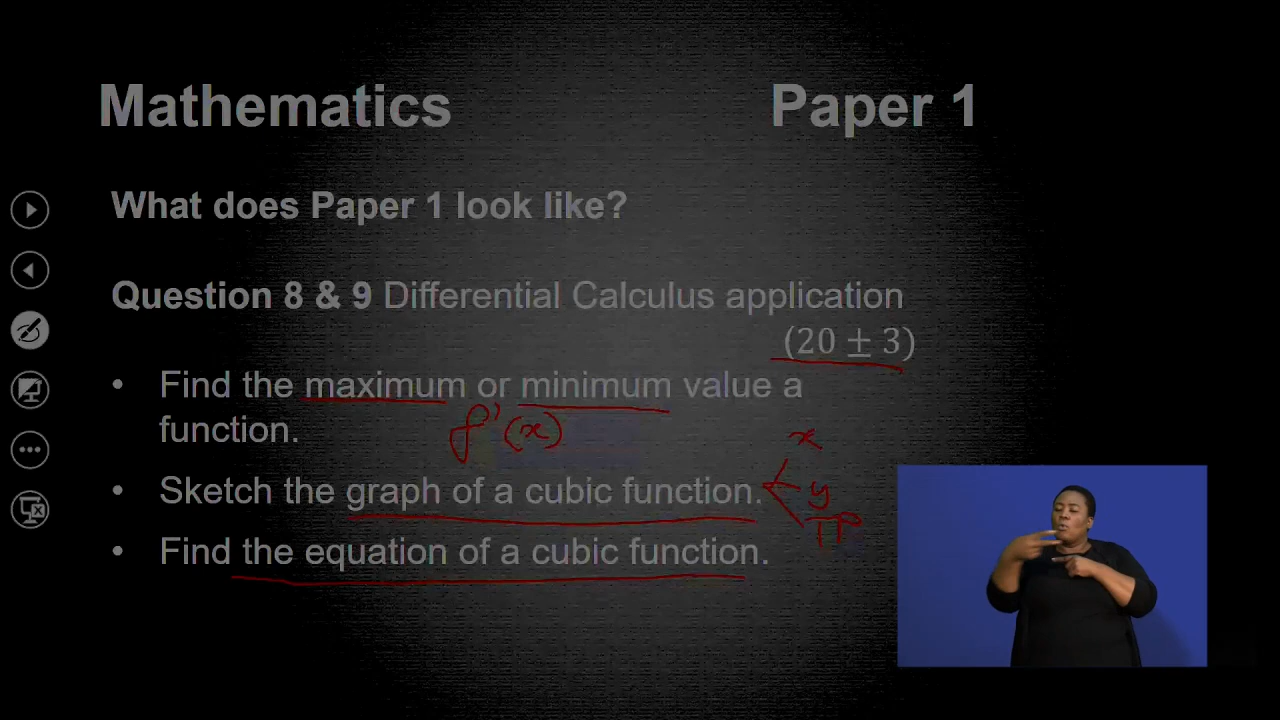 Mathematics Paper 1
What does Paper 1 look like?
Question 8 & 9 Differential Calculus application
(20 ± 3)
• Find the maximum or minimum value a
function.
f'(x)
x
• Sketch the graph of a cubic function.
y
TP
• Find the equation of a cubic function.